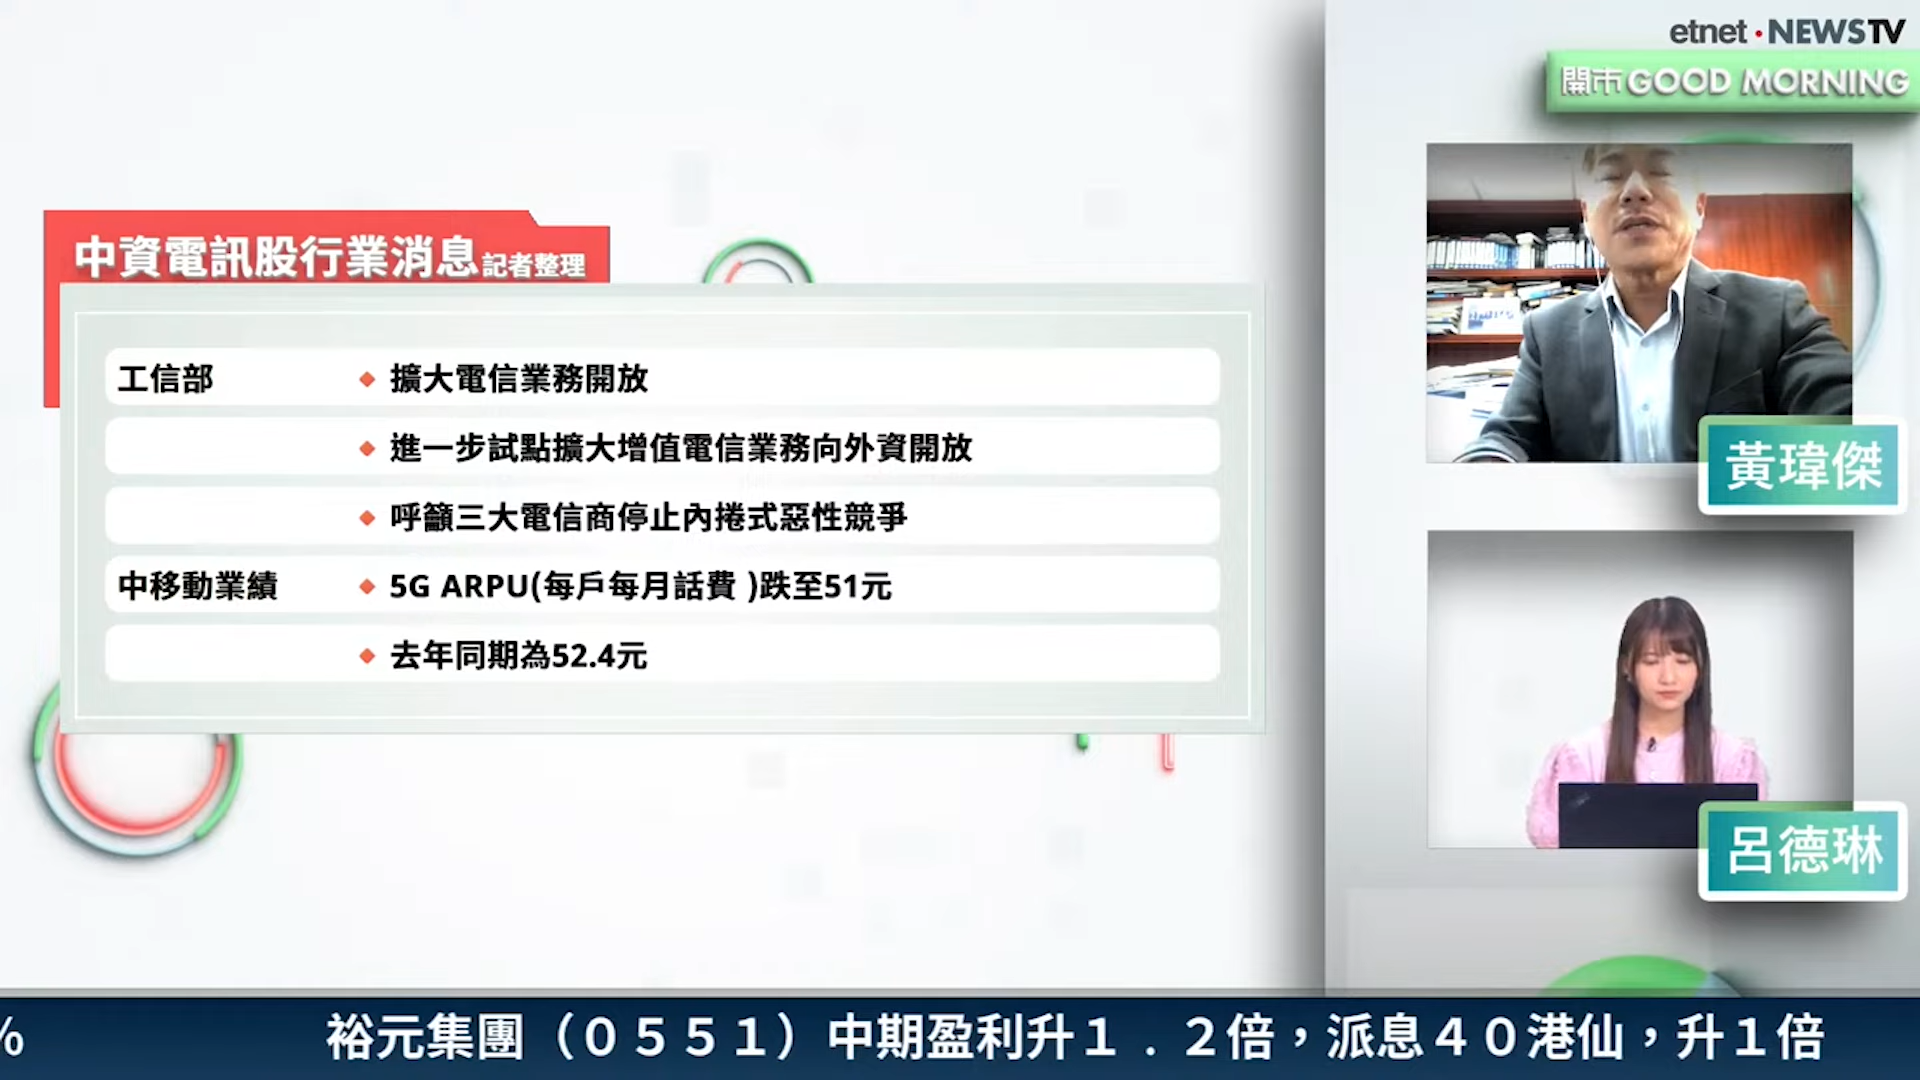 etnet·NEWSTV
開市GOOD MORNING
中資電訊股行業消息 記者整理
工信部 ◆ 擴大電信業務開放
◆ 進一步試點擴大增值電信業務向外資開放
◆ 呼籲三大電信商停止內捲式惡性競爭
中移動業績 ◆ 5G ARPU(每戶每月話費 )跌至51元
◆ 去年同期為52.4元
黃瑋傑
呂德琳
% 裕元集團（０５５１）中期盈利升１．２倍，派息４０港仙，升１倍